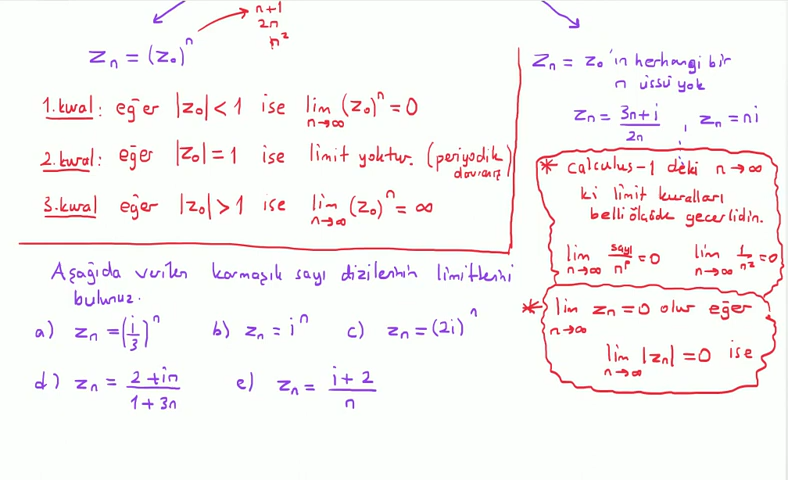 n+1
2n
n²
Zn = (Z₀)ⁿ
1.kural: eğer |z₀| < 1 ise lim n→∞ (z₀)ⁿ = 0
2.kural: eğer |z₀| = 1 ise limit yoktur. (periyodik davranış)
3.kural eğer |z₀| > 1 ise lim n→∞ (z₀)ⁿ = ∞
Zn = z₀'ın herhangi bir
n üssü yok
Zn = (3n+i)/2n , Zn = ni
* calculus-1 deki n→∞
ki limit kuralları
belli ölçüde geçerlidir.
lim n→∞ sayı/nᵖ = 0 lim n→∞ 1/n² = 0
* lim n→∞ zn = 0 olur eğer
lim n→∞ |zn| = 0 ise
Aşağıda verilen karmaşık sayı dizilerinin limitlerini
bulunuz.
a) Zn = (i/3)ⁿ b) Zn = iⁿ c) Zn = (2i)ⁿ
d) Zn = (2+in)/(1+3n) e) Zn = (i+2)/n